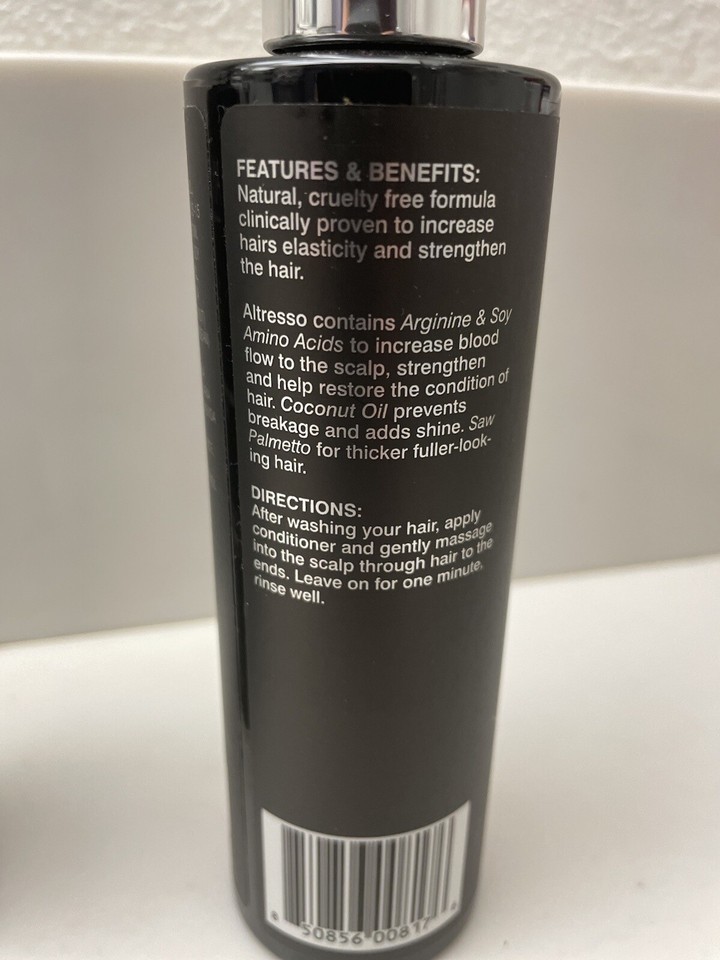 FEATURES & BENEFITS:
Natural, cruelty free formula
clinically proven to increase
hairs elasticity and strengthen
the hair.
Altresso contains Arginine & Soy
Amino Acids to increase blood
flow to the scalp, strengthen
and help restore the condition of
hair. Coconut Oil prevents
breakage and adds shine. Saw
Palmetto for thicker fuller-look-
ing hair.
DIRECTIONS:
After washing your hair, apply
conditioner and gently massage
into the scalp through hair to the
ends. Leave on for one minute,
rinse well.
50856 00817